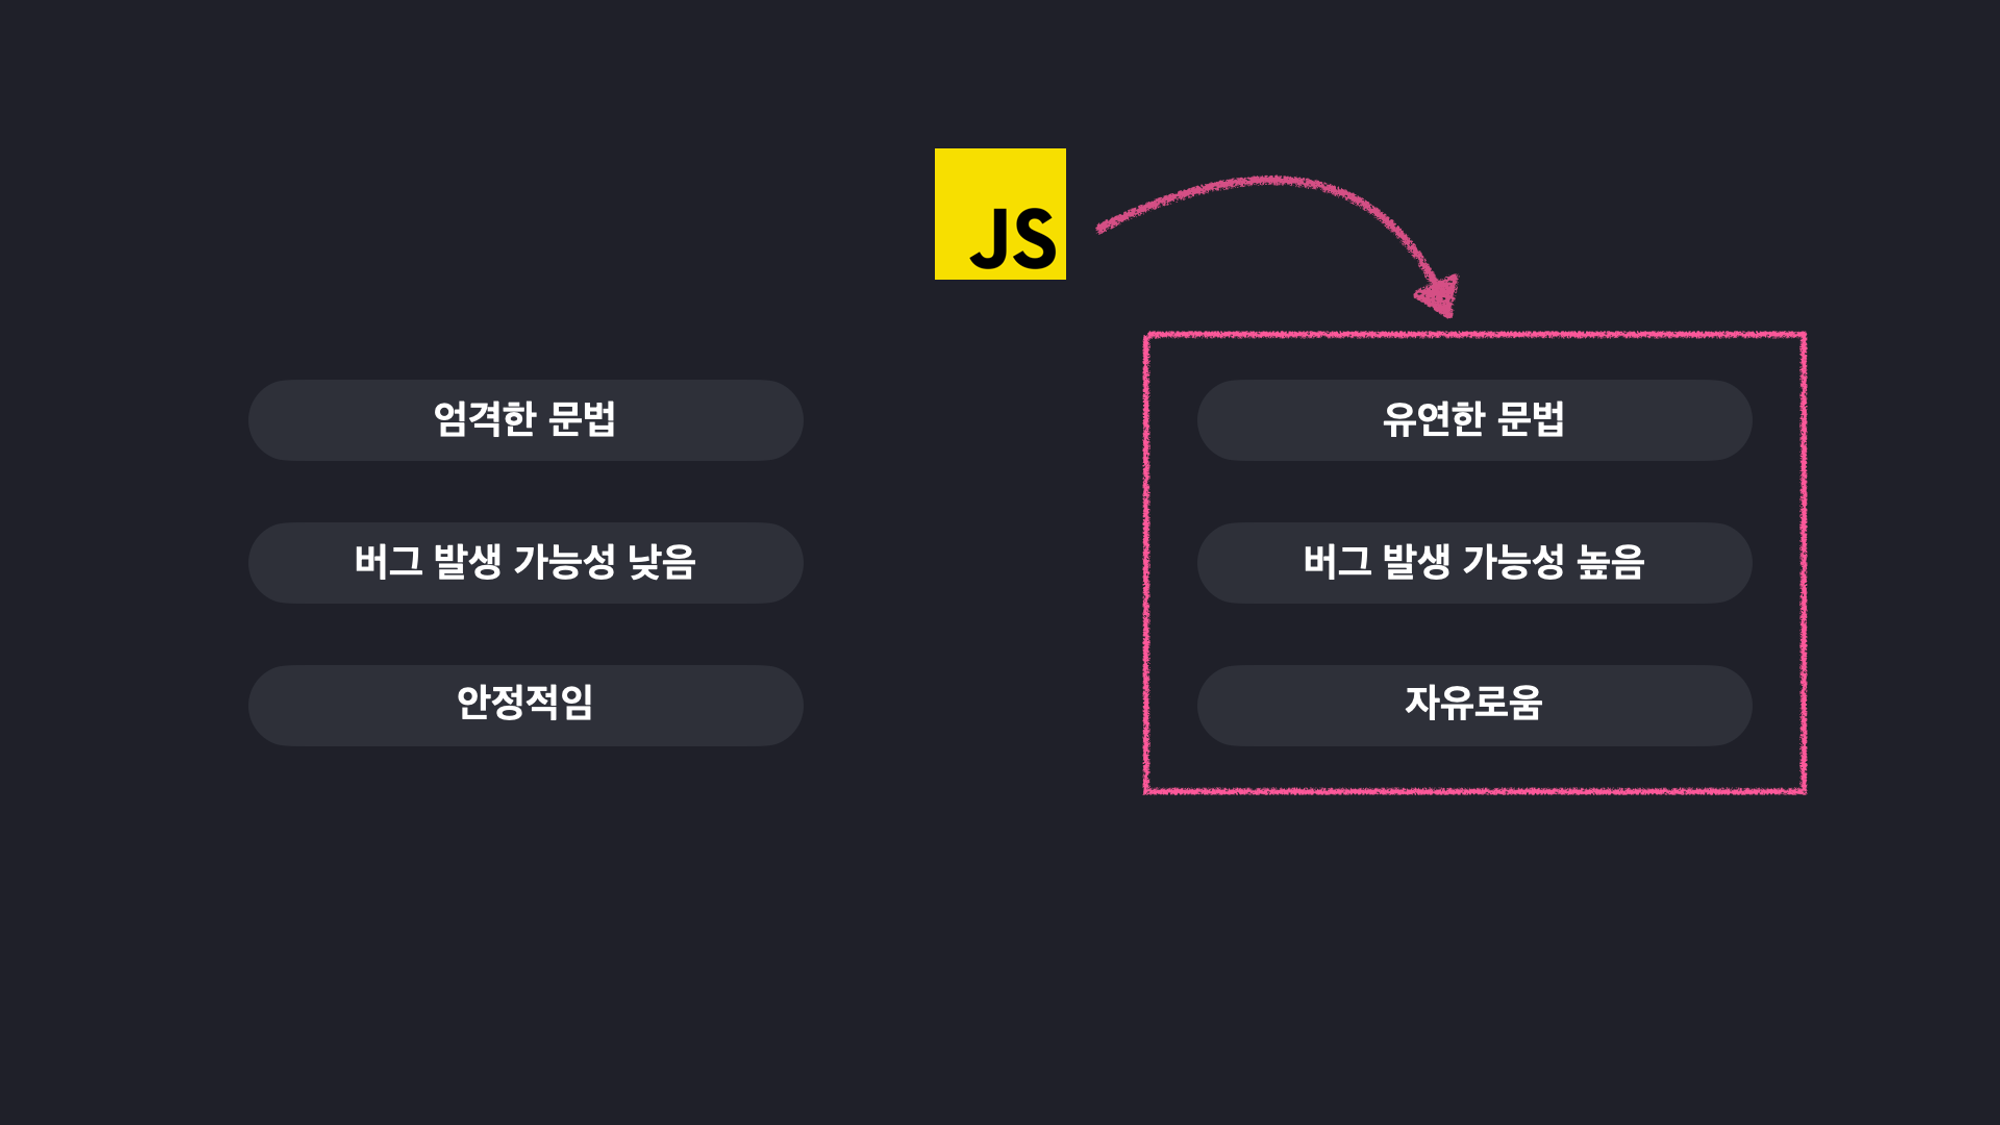 JS
엄격한 문법
버그 발생 가능성 낮음
안정적임
유연한 문법
버그 발생 가능성 높음
자유로움